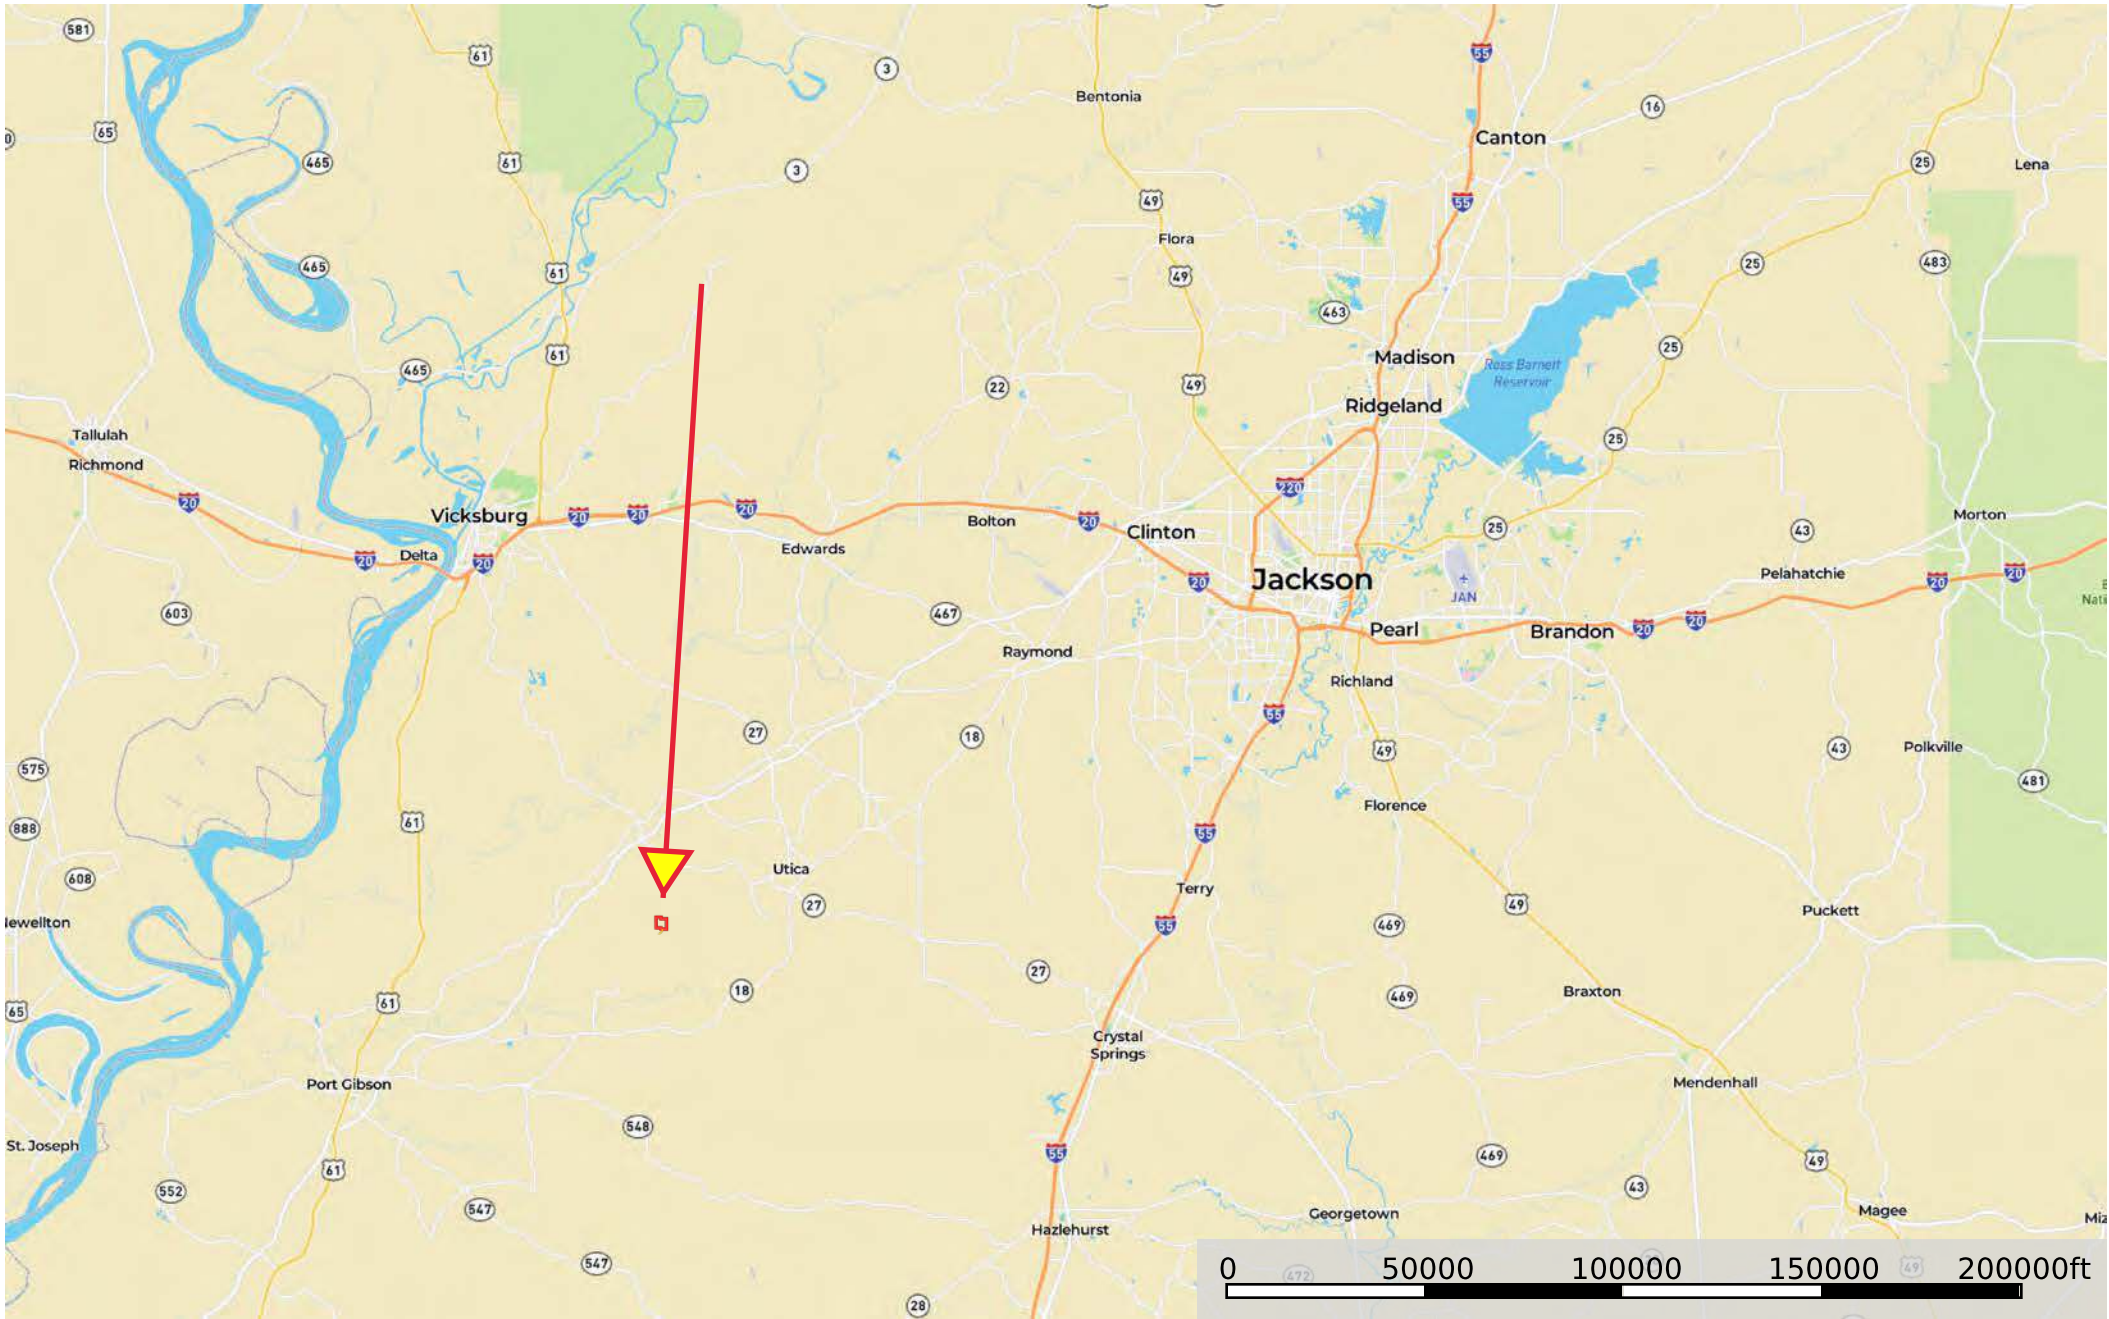 581
61
3
55
Bentonia
16
Canton
65
465
61
3
25
Lena
49
55
Flora
465
61
49
25
483
463
25
61
Madison
Ross Barnett
Reservoir
465
22
49
Ridgeland
Tallulah
25
Richmond
220
20
Vicksburg
20
20
20
Bolton
20
Clinton
25
43
Morton
Delta
20
20
Edwards
Jackson
20
JAN
Pelahatchie
20
20
Nati
603
467
Pearl
Brandon
20
20
Raymond
Richland
55
27
18
49
43
Polkville
575
481
Florence
888
61
55
608
Utica
Terry
27
49
Puckett
ewellton
55
469
27
18
469
Braxton
61
65
Crystal
Springs
Port Gibson
Mendenhall
548
St. Joseph
55
469
49
61
552
43
547
Georgetown
Magee
Miz
Hazlehurst
547
472
49
28
0 50000 100000 150000 200000ft